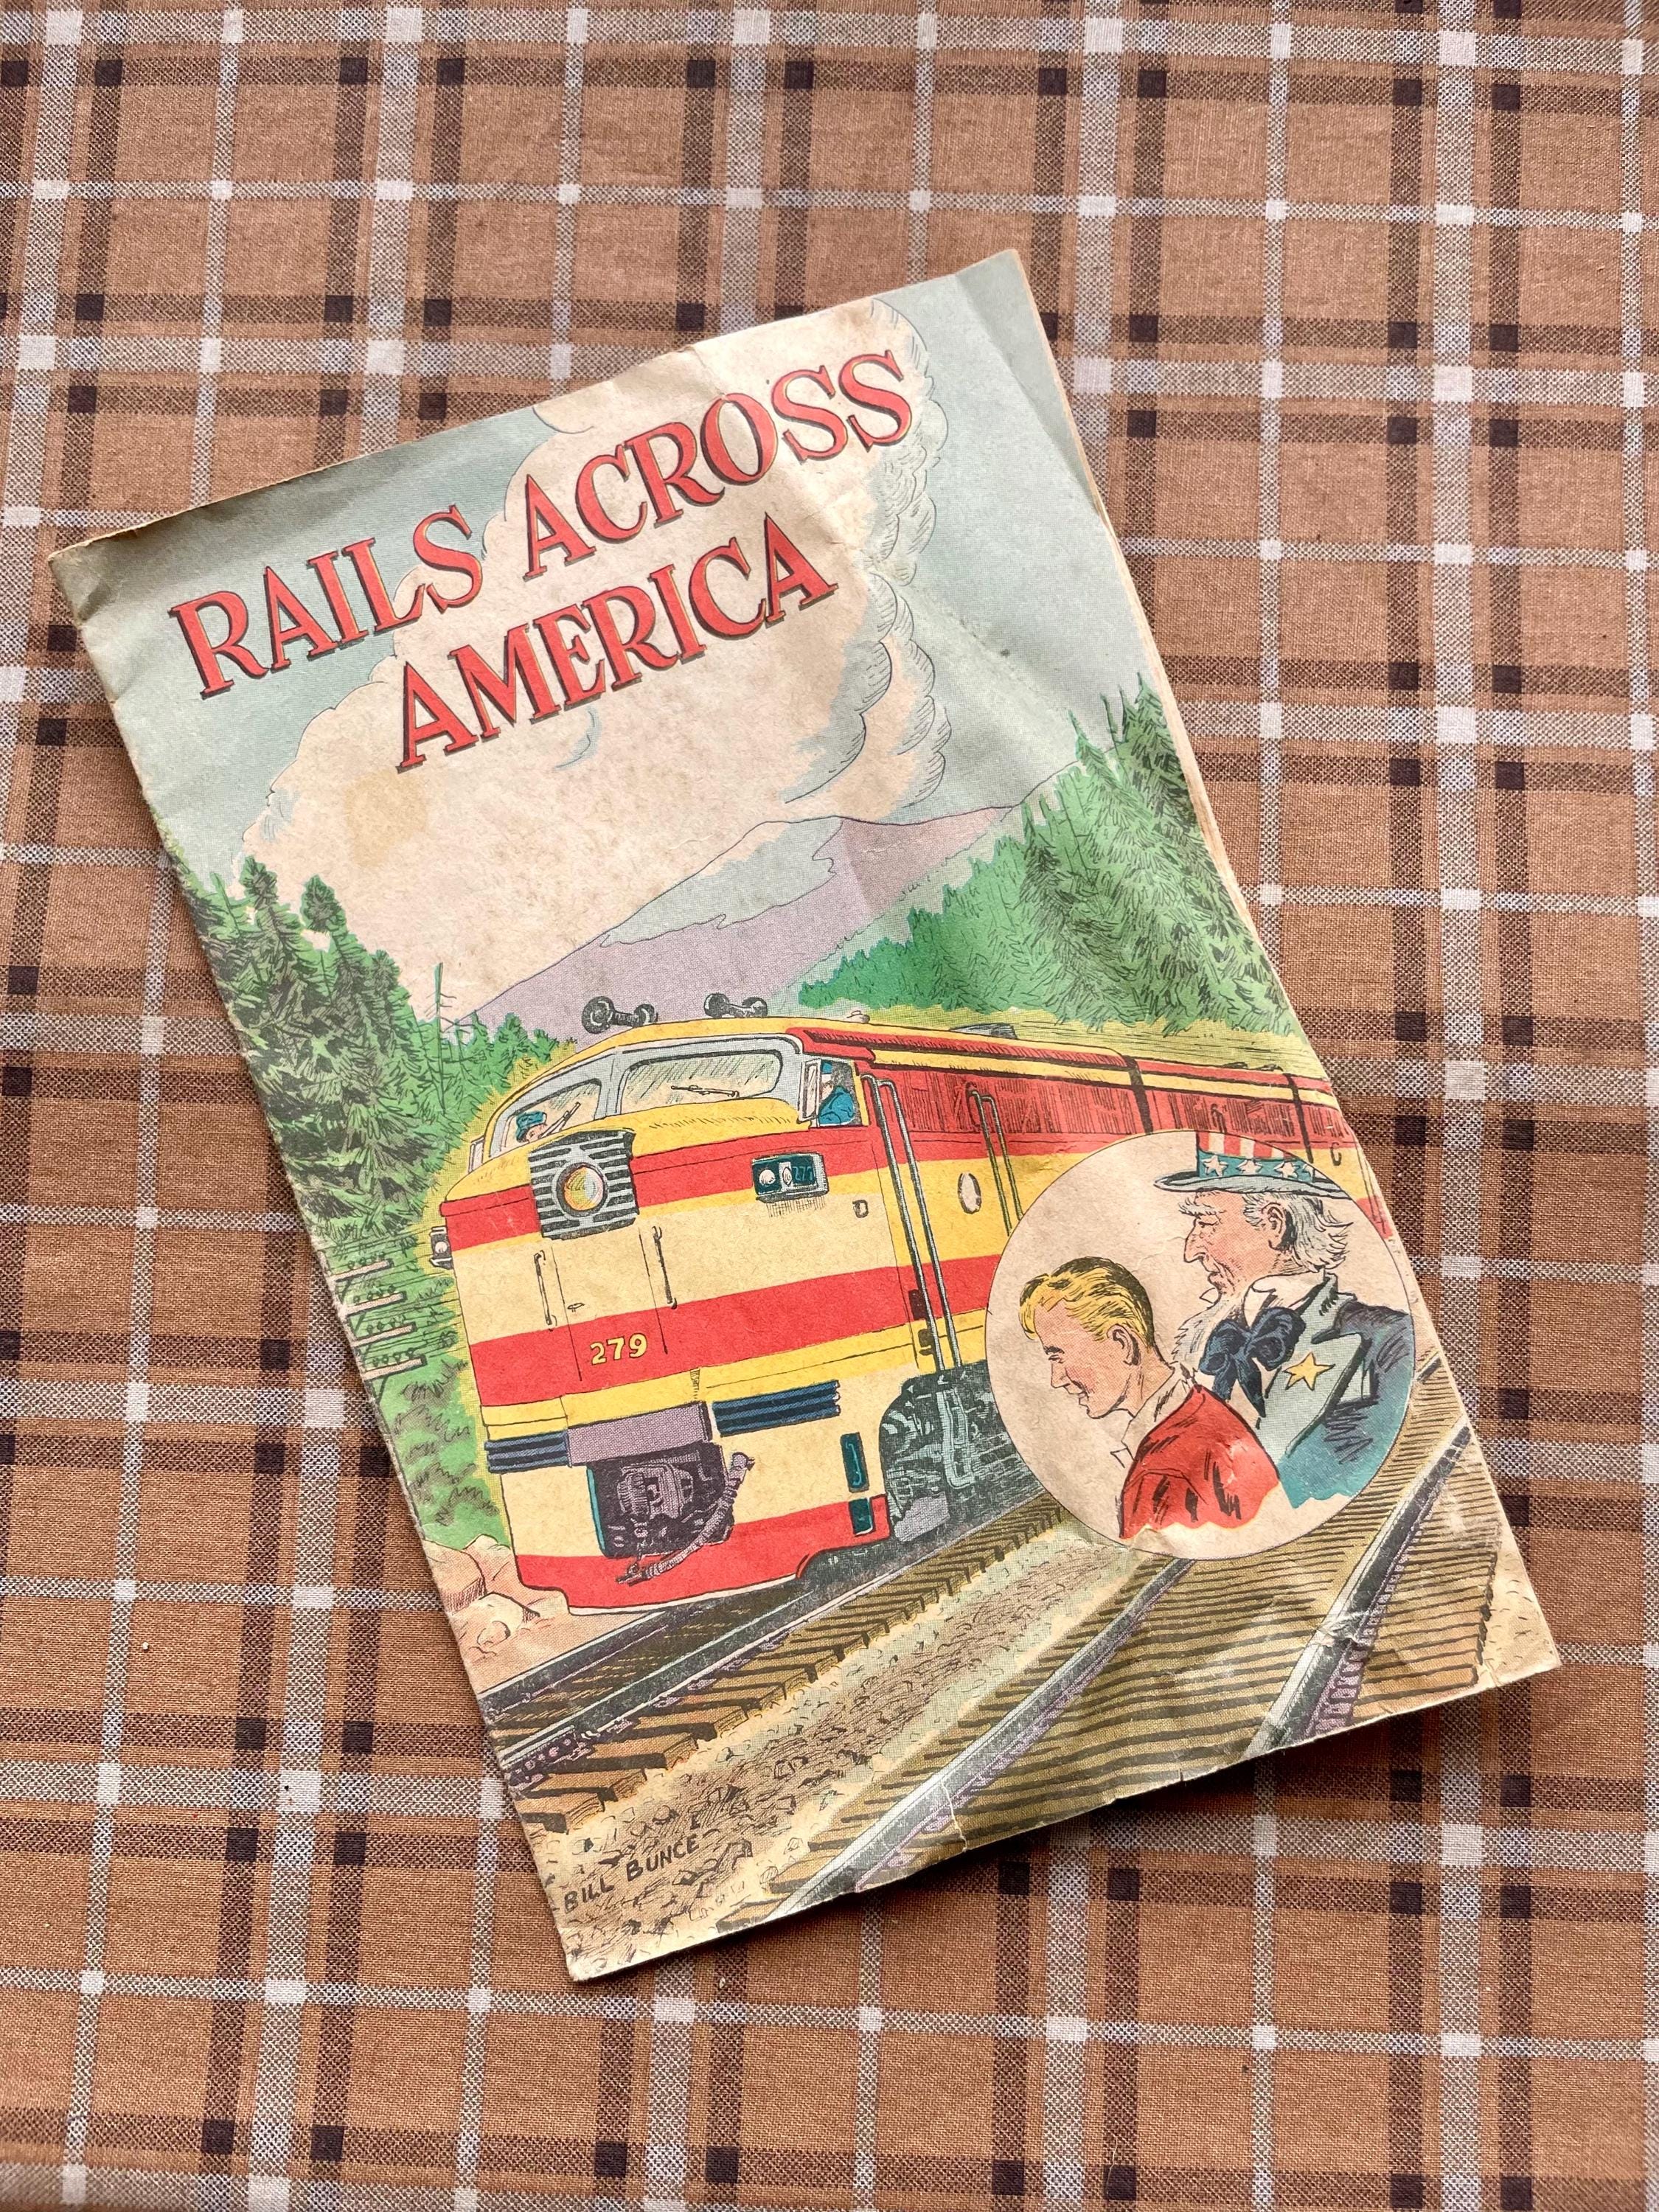 RAILS ACROSS
AMERICA
279
BILL BUNCE